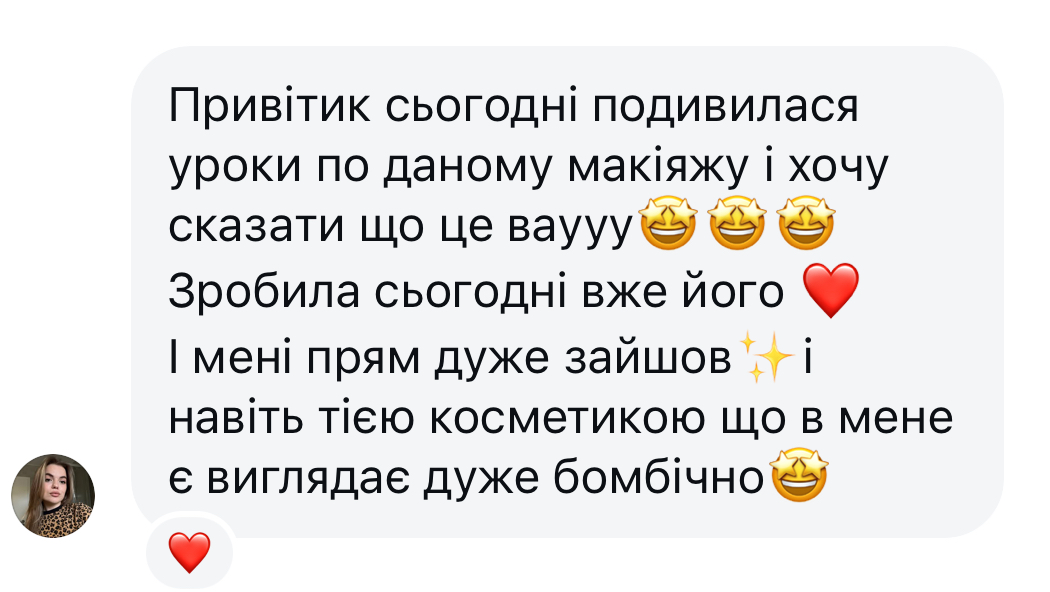 Привітик сьогодні подивилася
уроки по даному макіяжу і хочу
сказати що це вауyу🤩🤩🤩
Зробила сьогодні вже його ❤️
І мені прям дуже зайшов✨і
навіть тією косметикою що в мене
є виглядає дуже бомбічно🤩
❤️